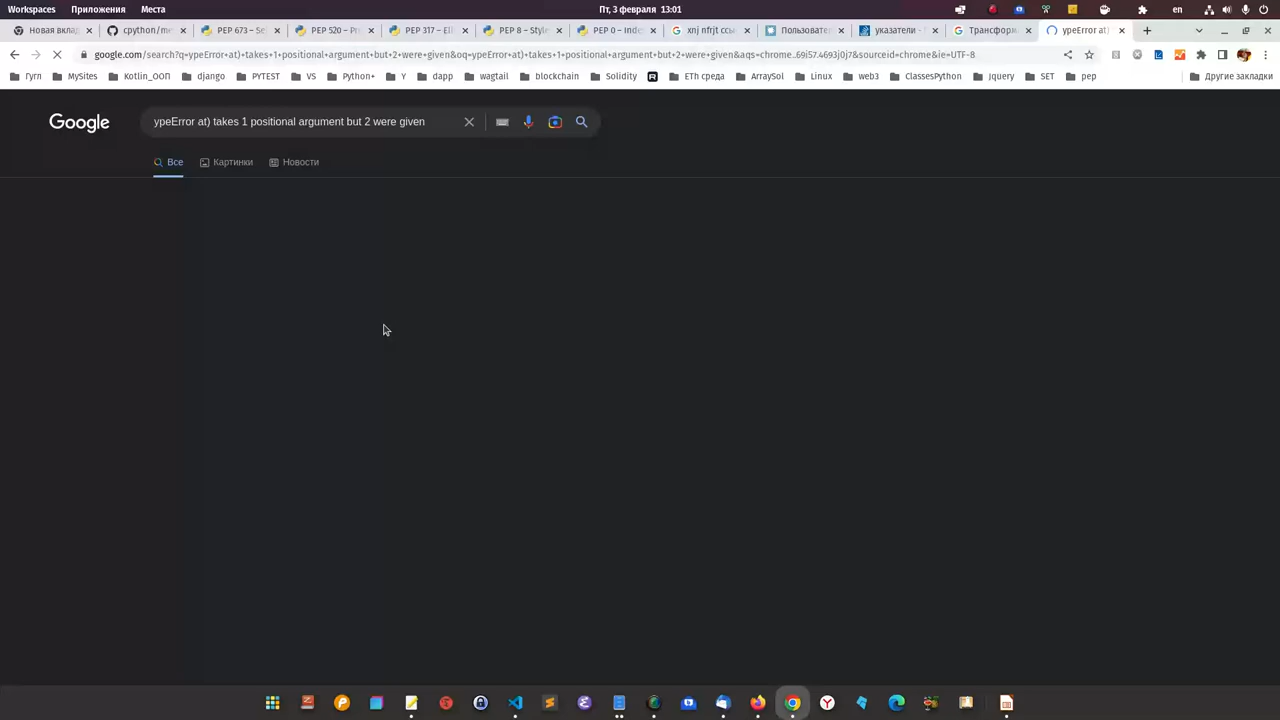 Workspaces Приложения Места Пт, 3 февраля 13:01 en
Новая вкла cpython/me PEP 673 – Se PEP 520 – Pr PEP 317 – Eli PEP 8 – Style PEP 0 – Inde xnj nfrjt ссы Пользовате указатели - Трансформ ypeError at)
google.com/search?q=ypeError+at)+takes+1+positional+argument+but+2+were+given&oq=ypeError+at)+takes+1+positional+argument+but+2+were+given&aqs=chrome..69i57.4693j0j7&sourceid=chrome&ie=UTF-8
Гугл MySites Kotlin_ООП django PYTEST VS Python+ Y dapp wagtail blockchain Solidity ETh среда ArraySol Linux web3 ClassesPython Jquery SET pep Другие закладки
Google ypeError at) takes 1 positional argument but 2 were given
Все Картинки Новости